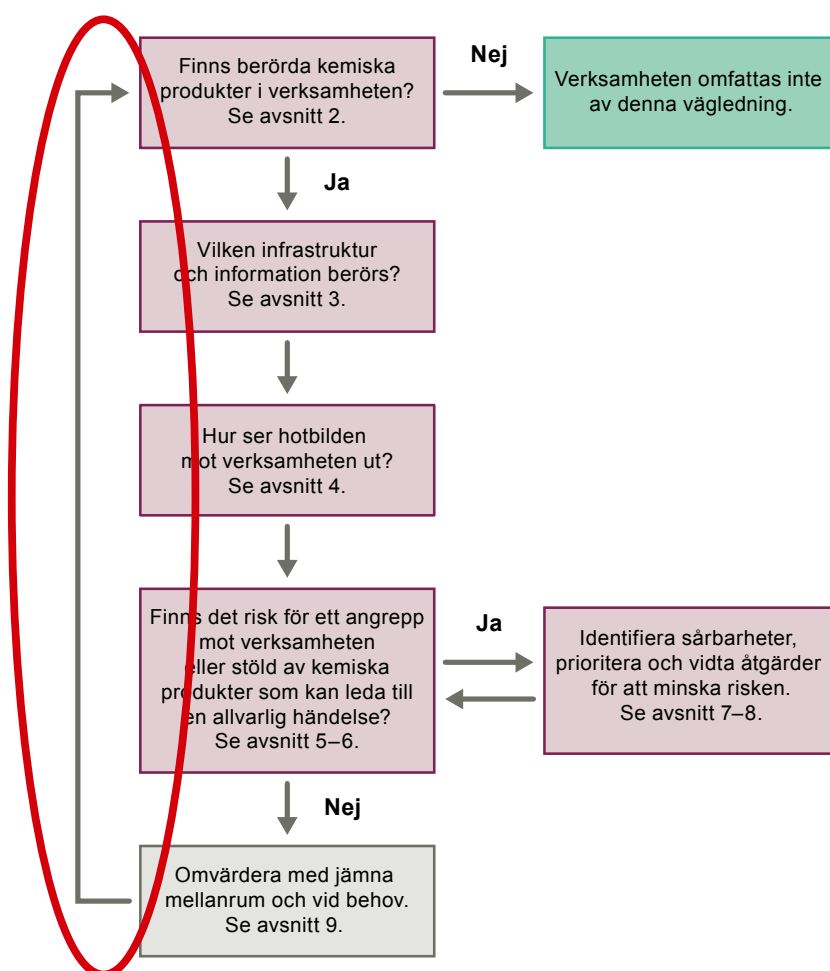 Finns berörda kemiska
produkter i verksamheten?
Se avsnitt 2.
Nej
Verksamheten omfattas inte
av denna vägledning.
Ja
Vilken infrastruktur
och information berörs?
Se avsnitt 3.
Hur ser hotbilden
mot verksamheten ut?
Se avsnitt 4.
Finns det risk för ett angrepp
mot verksamheten
eller stöld av kemiska
produkter som kan leda till
en allvarlig händelse?
Se avsnitt 5–6.
Ja
Identifiera sårbarheter,
prioritera och vidta åtgärder
för att minska risken.
Se avsnitt 7–8.
Nej
Omvärdera med jämna
mellanrum och vid behov.
Se avsnitt 9.